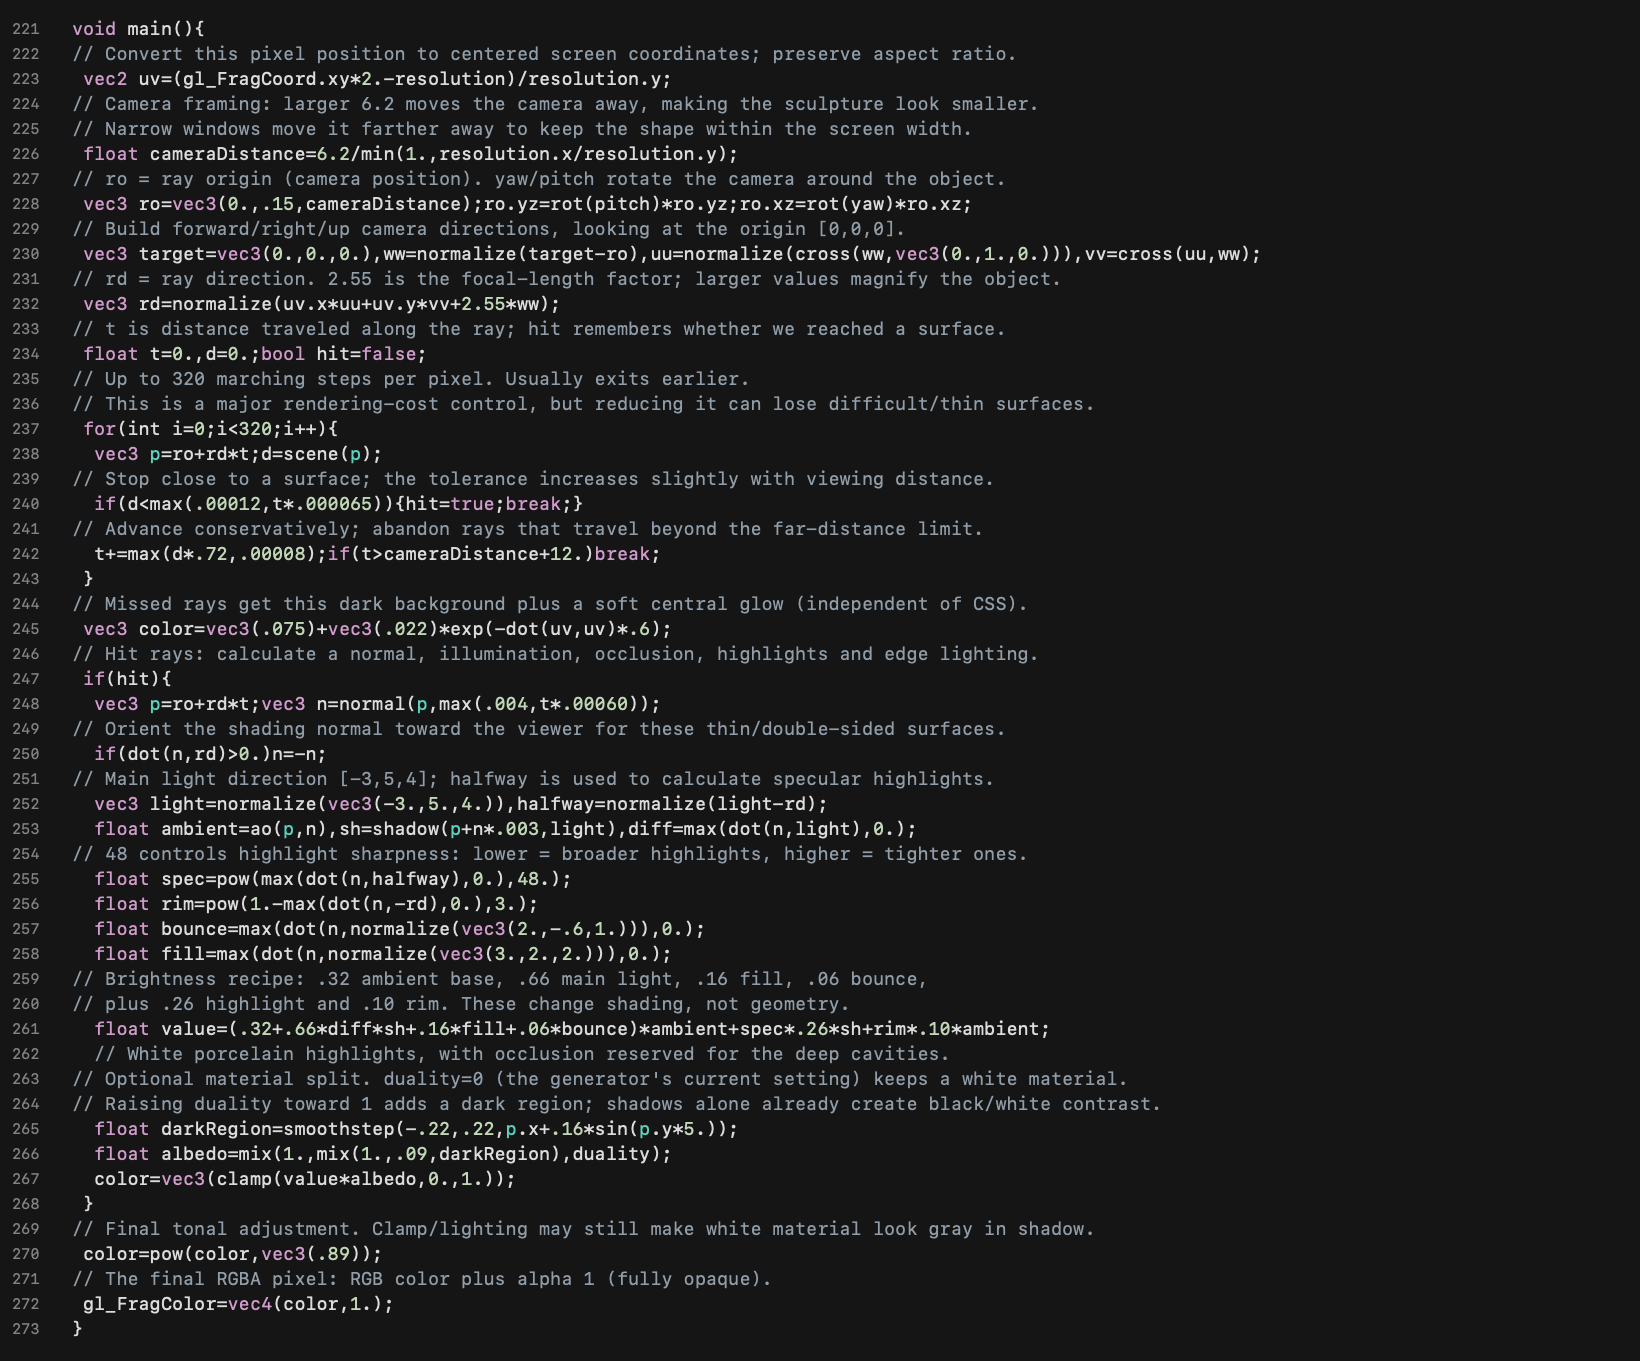 221 void main(){
222 // Convert this pixel position to centered screen coordinates; preserve aspect ratio.
223  vec2 uv=(gl_FragCoord.xy*2.-resolution)/resolution.y;
224 // Camera framing: larger 6.2 moves the camera away, making the sculpture look smaller.
225 // Narrow windows move it farther away to keep the shape within the screen width.
226  float cameraDistance=6.2/min(1.,resolution.x/resolution.y);
227 // ro = ray origin (camera position). yaw/pitch rotate the camera around the object.
228  vec3 ro=vec3(0.,.15,cameraDistance);ro.yz=rot(pitch)*ro.yz;ro.xz=rot(yaw)*ro.xz;
229 // Build forward/right/up camera directions, looking at the origin [0,0,0].
230  vec3 target=vec3(0.,0.,0.),ww=normalize(target-ro),uu=normalize(cross(ww,vec3(0.,1.,0.))),vv=cross(uu,ww);
231 // rd = ray direction. 2.55 is the focal-length factor; larger values magnify the object.
232  vec3 rd=normalize(uv.x*uu+uv.y*vv+2.55*ww);
233 // t is distance traveled along the ray; hit remembers whether we reached a surface.
234  float t=0.,d=0.;bool hit=false;
235 // Up to 320 marching steps per pixel. Usually exits earlier.
236 // This is a major rendering-cost control, but reducing it can lose difficult/thin surfaces.
237  for(int i=0;i<320;i++){
238   vec3 p=ro+rd*t;d=scene(p);
239 // Stop close to a surface; the tolerance increases slightly with viewing distance.
240   if(d<max(.00012,t*.000065)){hit=true;break;}
241 // Advance conservatively; abandon rays that travel beyond the far-distance limit.
242   t+=max(d*.72,.00008);if(t>cameraDistance+12.)break;
243  }
244 // Missed rays get this dark background plus a soft central glow (independent of CSS).
245  vec3 color=vec3(.075)+vec3(.022)*exp(-dot(uv,uv)*.6);
246 // Hit rays: calculate a normal, illumination, occlusion, highlights and edge lighting.
247  if(hit){
248   vec3 p=ro+rd*t;vec3 n=normal(p,max(.004,t*.00060));
249 // Orient the shading normal toward the viewer for these thin/double-sided surfaces.
250   if(dot(n,rd)>0.)n=-n;
251 // Main light direction [-3,5,4]; halfway is used to calculate specular highlights.
252   vec3 light=normalize(vec3(-3.,5.,4.)),halfway=normalize(light-rd);
253   float ambient=ao(p,n),sh=shadow(p+n*.003,light),diff=max(dot(n,light),0.);
254 // 48 controls highlight sharpness: lower = broader highlights, higher = tighter ones.
255   float spec=pow(max(dot(n,halfway),0.),48.);
256   float rim=pow(1.-max(dot(n,-rd),0.),3.);
257   float bounce=max(dot(n,normalize(vec3(2.,-.6,1.))),0.);
258   float fill=max(dot(n,normalize(vec3(3.,2.,2.))),0.);
259 // Brightness recipe: .32 ambient base, .66 main light, .16 fill, .06 bounce,
260 // plus .26 highlight and .10 rim. These change shading, not geometry.
261   float value=(.32+.66*diff*sh+.16*fill+.06*bounce)*ambient+spec*.26*sh+rim*.10*ambient;
262   // White porcelain highlights, with occlusion reserved for the deep cavities.
263 // Optional material split. duality=0 (the generator's current setting) keeps a white material.
264 // Raising duality toward 1 adds a dark region; shadows alone already create black/white contrast.
265   float darkRegion=smoothstep(-.22,.22,p.x+.16*sin(p.y*5.));
266   float albedo=mix(1.,mix(1.,.09,darkRegion),duality);
267   color=vec3(clamp(value*albedo,0.,1.));
268  }
269 // Final tonal adjustment. Clamp/lighting may still make white material look gray in shadow.
270  color=pow(color,vec3(.89));
271 // The final RGBA pixel: RGB color plus alpha 1 (fully opaque).
272  gl_FragColor=vec4(color,1.);
273 }